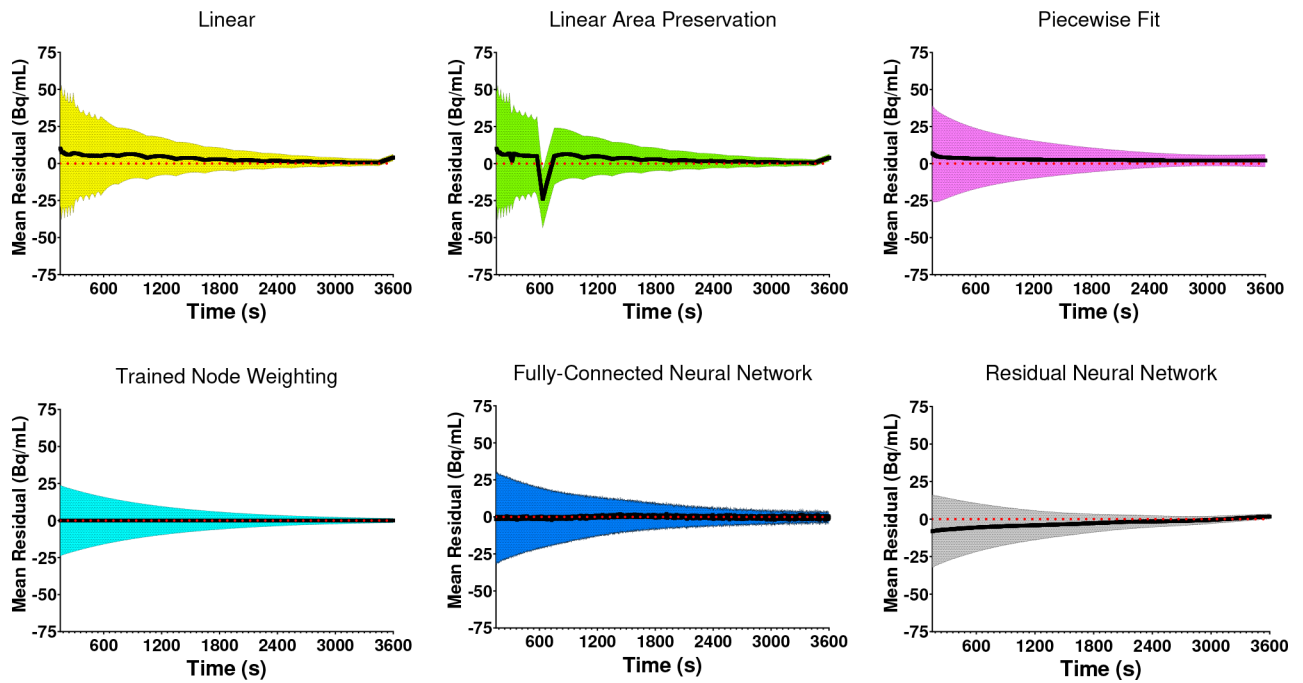 Linear
Linear Area Preservation
Piecewise Fit
Mean Residual (Bq/mL)
75
50
25
0
-25
-50
-75
600 1200 1800 2400 3000 3600
Time (s)
Mean Residual (Bq/mL)
75
50
25
0
-25
-50
-75
600 1200 1800 2400 3000 3600
Time (s)
Mean Residual (Bq/mL)
75
50
25
0
-25
-50
-75
600 1200 1800 2400 3000 3600
Time (s)
Trained Node Weighting
Fully-Connected Neural Network
Residual Neural Network
Mean Residual (Bq/mL)
75
50
25
0
-25
-50
-75
600 1200 1800 2400 3000 3600
Time (s)
Mean Residual (Bq/mL)
75
50
25
0
-25
-50
-75
600 1200 1800 2400 3000 3600
Time (s)
Mean Residual (Bq/mL)
75
50
25
0
-25
-50
-75
600 1200 1800 2400 3000 3600
Time (s)